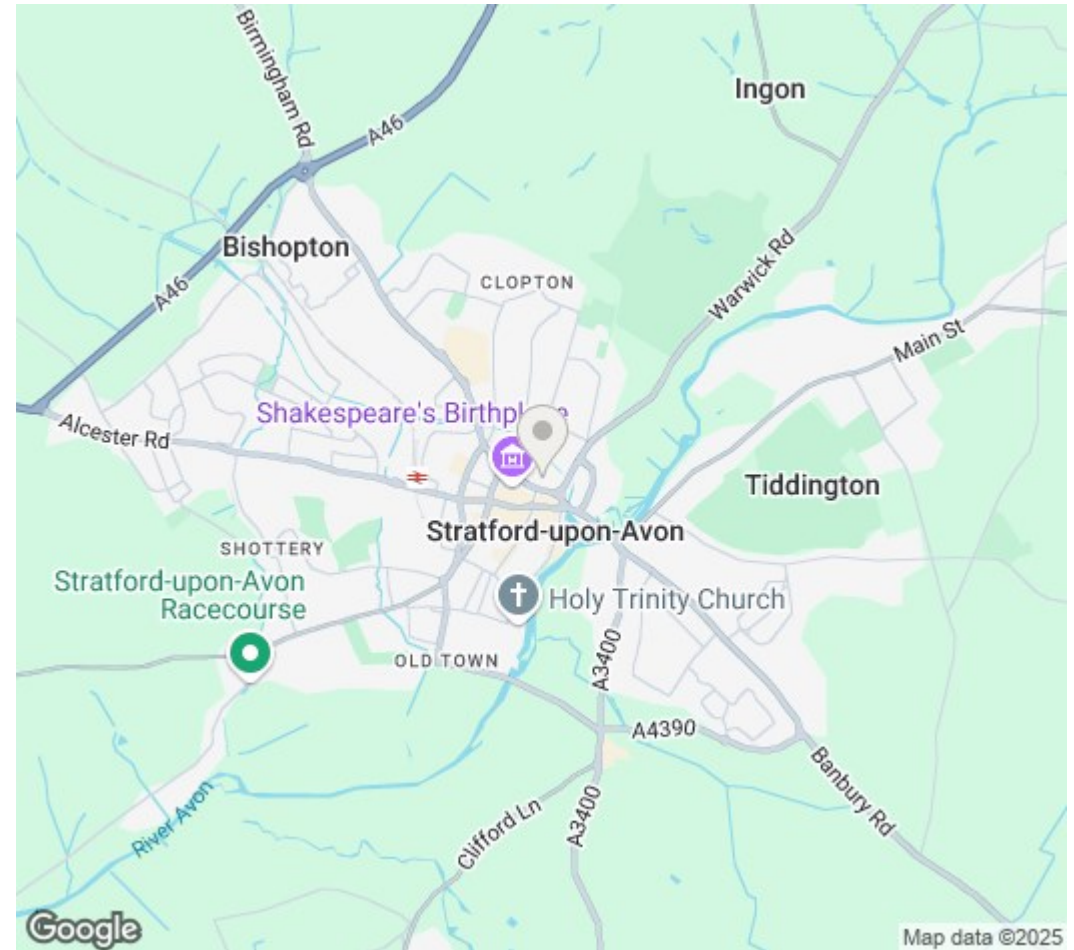 Birmingham Rd
A46
Ingon
Bishopton
CLOPTON
Warwick Rd
A46
Main St
Alcester Rd
Shakespeare's Birthplace
Tiddington
Stratford-upon-Avon
SHOTTERY
Stratford-upon-Avon
Racecourse
Holy Trinity Church
OLD TOWN
A3400
A4390
Banbury Rd
River Avon
Clifford Ln
A3400
Google
Map data ©2025